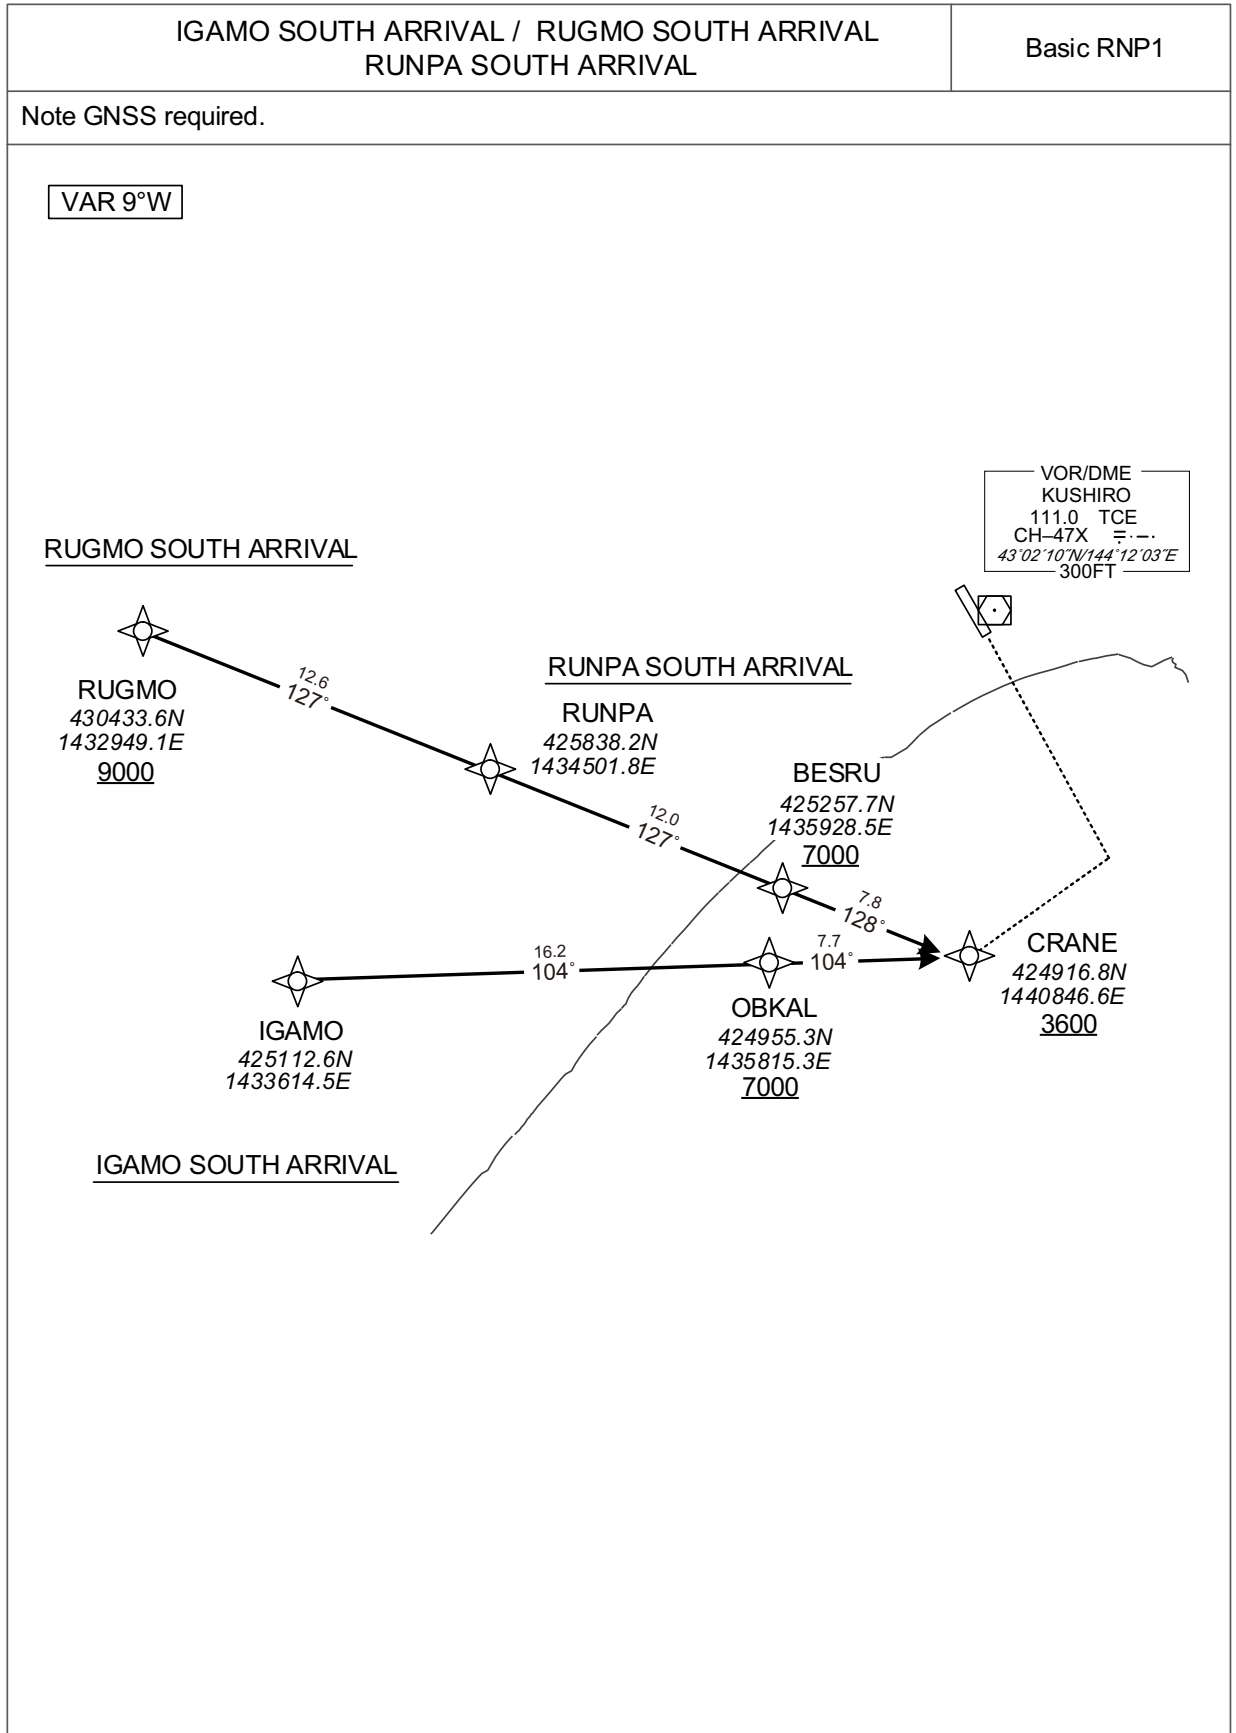 IGAMO SOUTH ARRIVAL / RUGMO SOUTH ARRIVAL
RUNPA SOUTH ARRIVAL
Basic RNP1
Note GNSS required.
VAR 9°W
VOR/DME
KUSHIRO
111.0 TCE
CH–47X
43°02´10˝N/144°12´03˝E
300FT
RUGMO SOUTH ARRIVAL
RUGMO
430433.6N
1432949.1E
9000
12.6
127°
RUNPA SOUTH ARRIVAL
RUNPA
425838.2N
1434501.8E
12.0
127°
BESRU
425257.7N
1435928.5E
7000
7.8
128°
CRANE
424916.8N
1440846.6E
3600
16.2
104°
7.7
104°
OBKAL
424955.3N
1435815.3E
7000
IGAMO
425112.6N
1433614.5E
IGAMO SOUTH ARRIVAL